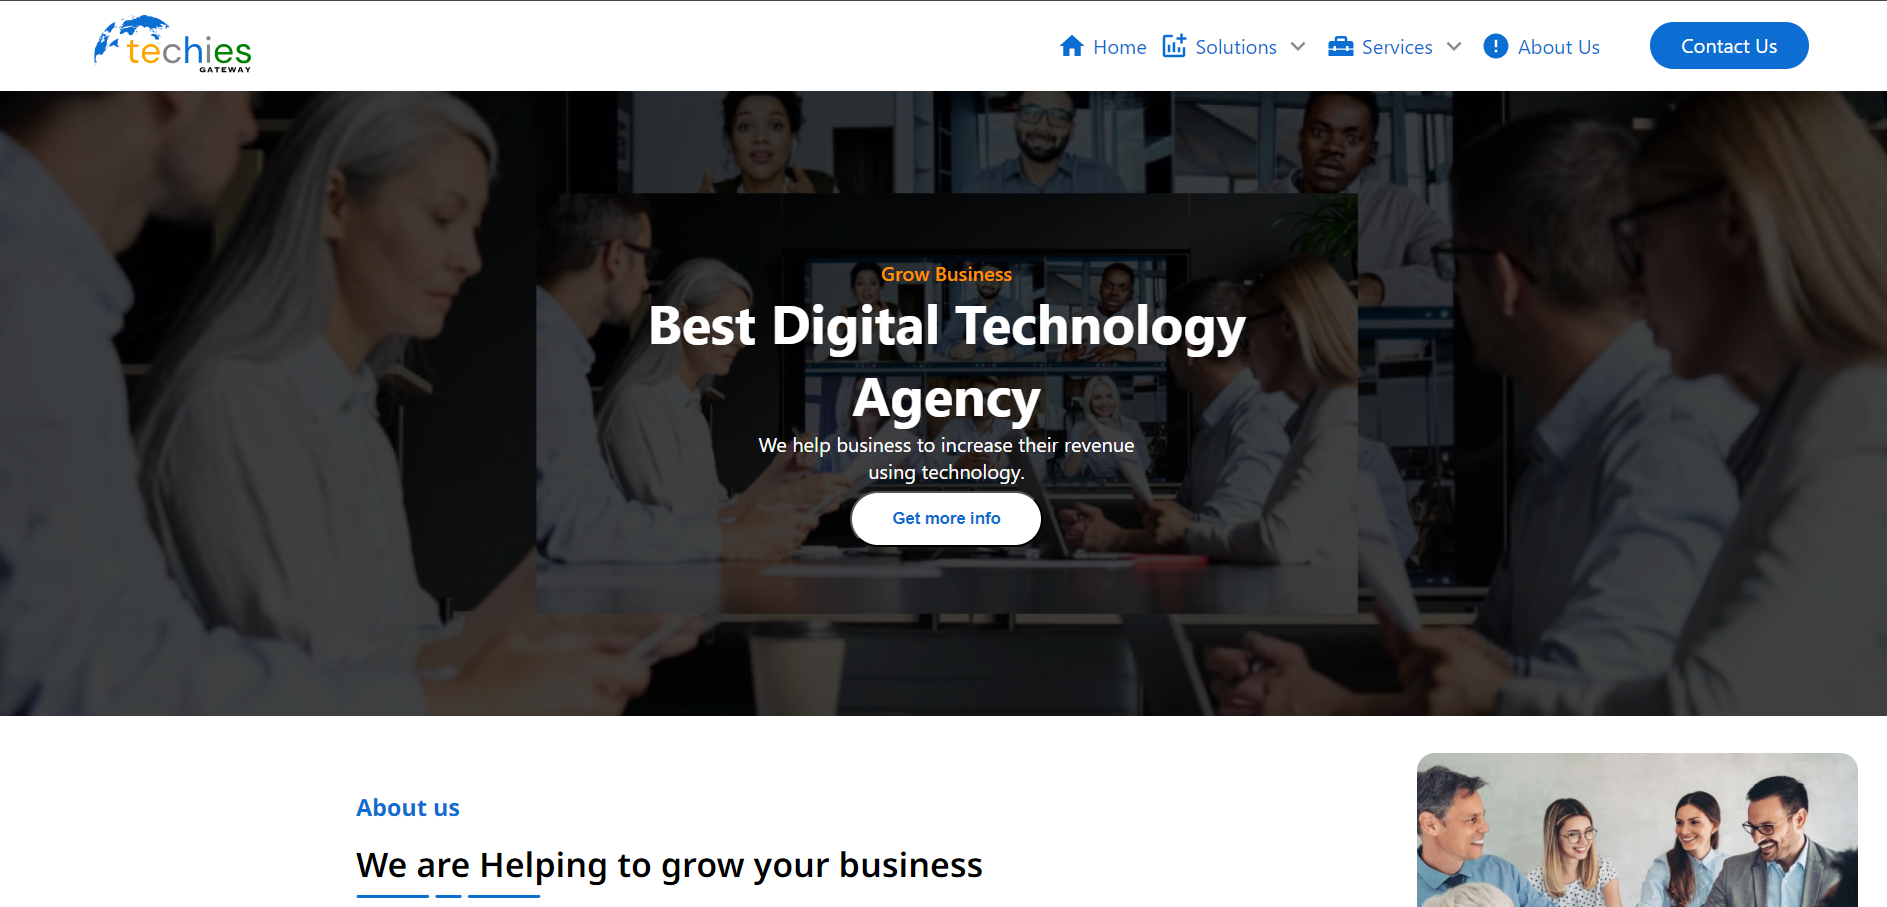 techies
GATEWAY
Home
Solutions
Services
About Us
Contact Us
Grow Business
Best Digital Technology
Agency
We help business to increase their revenue
using technology.
Get more info
About us
We are Helping to grow your business